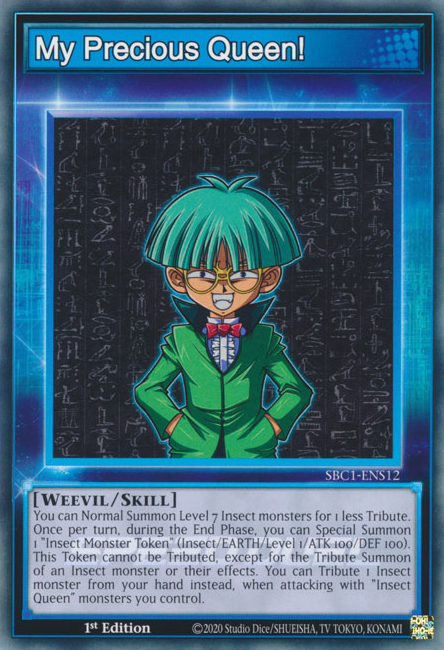 My Precious Queen!
SBC1-ENS12
[WEEVIL/SKILL]
You can Normal Summon Level 7 Insect monsters for 1 less Tribute.
Once per turn, during the End Phase, you can Special Summon
1 "Insect Monster Token" (Insect/EARTH/Level 1/ATK 100/DEF 100).
This Token cannot be Tributed, except for the Tribute Summon
of an Insect monster or their effects. You can Tribute 1 Insect
monster from your hand instead, when attacking with "Insect
Queen" monsters you control.
1st Edition
©2020 Studio Dice/SHUEISHA, TV TOKYO, KONAMI